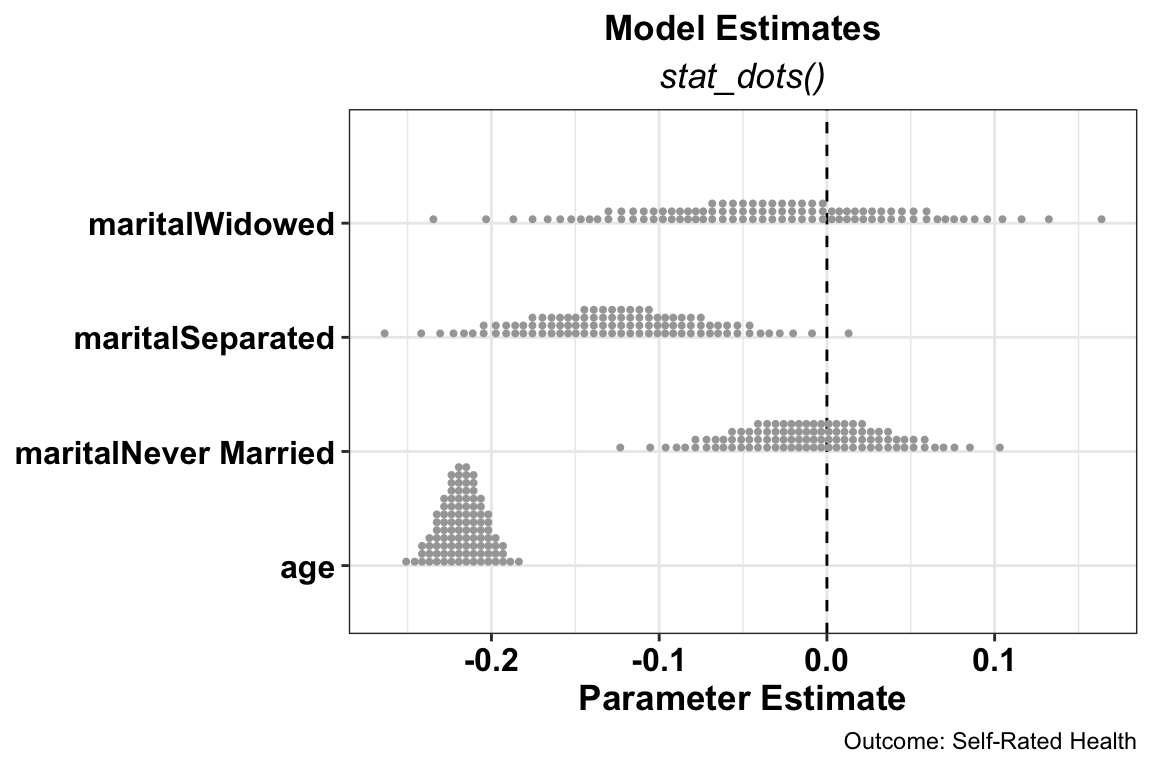 Model Estimates
stat_dots()
maritalWidowed
maritalSeparated
maritalNever Married
age
-0.2 -0.1 0.0 0.1
Parameter Estimate
Outcome: Self-Rated Health